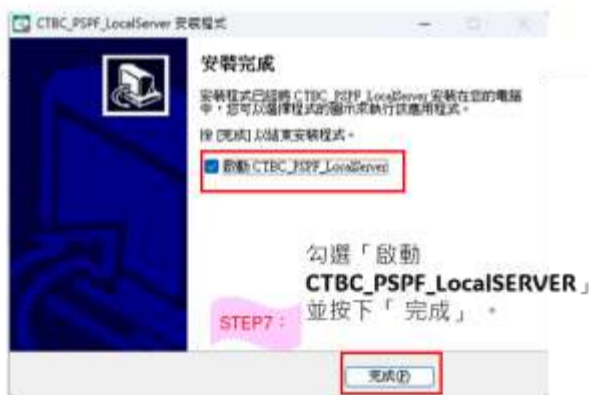 CTBC_PSPF_LocalServer 安裝程式
安裝完成
安裝程式已經將 CTBC_PSPF_LocalServer 安裝在您的電腦
中，您可以選擇程式的圖示來執行該應用程式。
按 [完成] 以結束安裝程式。
啟動 CTBC_PSPF_LocalServer
勾選「啟動
CTBC_PSPF_LocalSERVER」
STEP7：
並按下「 完成」 。
完成(F)